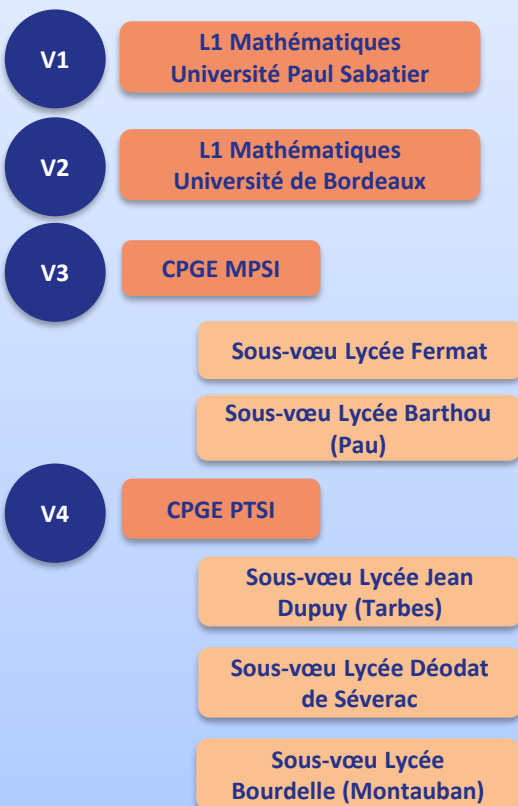 V1
L1 Mathématiques
Université Paul Sabatier
V2
L1 Mathématiques
Université de Bordeaux
V3
CPGE MPSI
Sous-vœu Lycée Fermat
Sous-vœu Lycée Barthou
(Pau)
V4
CPGE PTSI
Sous-vœu Lycée Jean
Dupuy (Tarbes)
Sous-vœu Lycée Déodat
de Séverac
Sous-vœu Lycée
Bourdelle (Montauban)